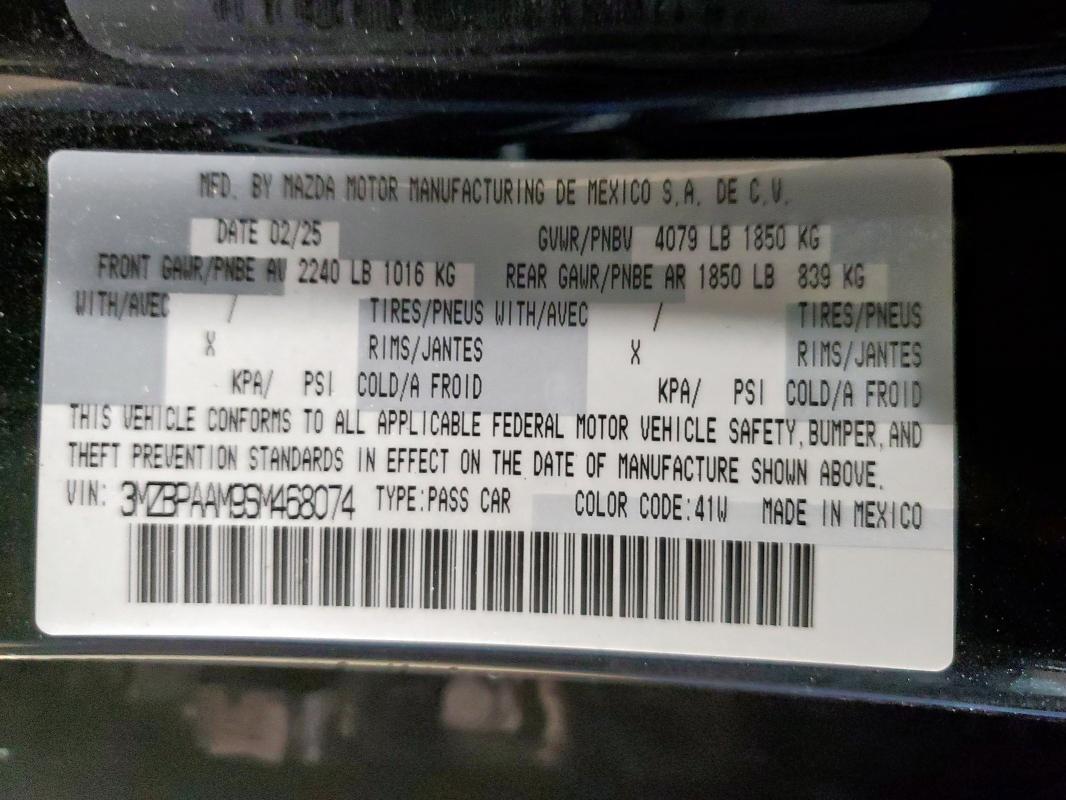 MFD. BY MAZDA MOTOR MANUFACTURING DE MEXICO S.A. DE C.V.
DATE 02/25 GVWR/PNBV 4079 LB 1850 KG
FRONT GAWR/PNBE AV 2240 LB 1016 KG REAR GAWR/PNBE AR 1850 LB 839 KG
WITH/AVEC / TIRES/PNEUS WITH/AVEC / TIRES/PNEUS
X RIMS/JANTES X RIMS/JANTES
KPA/ PSI COLD/A FROID KPA/ PSI COLD/A FROID
THIS VEHICLE CONFORMS TO ALL APPLICABLE FEDERAL MOTOR VEHICLE SAFETY, BUMPER, AND
THEFT PREVENTION STANDARDS IN EFFECT ON THE DATE OF MANUFACTURE SHOWN ABOVE.
VIN: 3MZBPAAM9SM468074 TYPE:PASS CAR COLOR CODE:41W MADE IN MEXICO